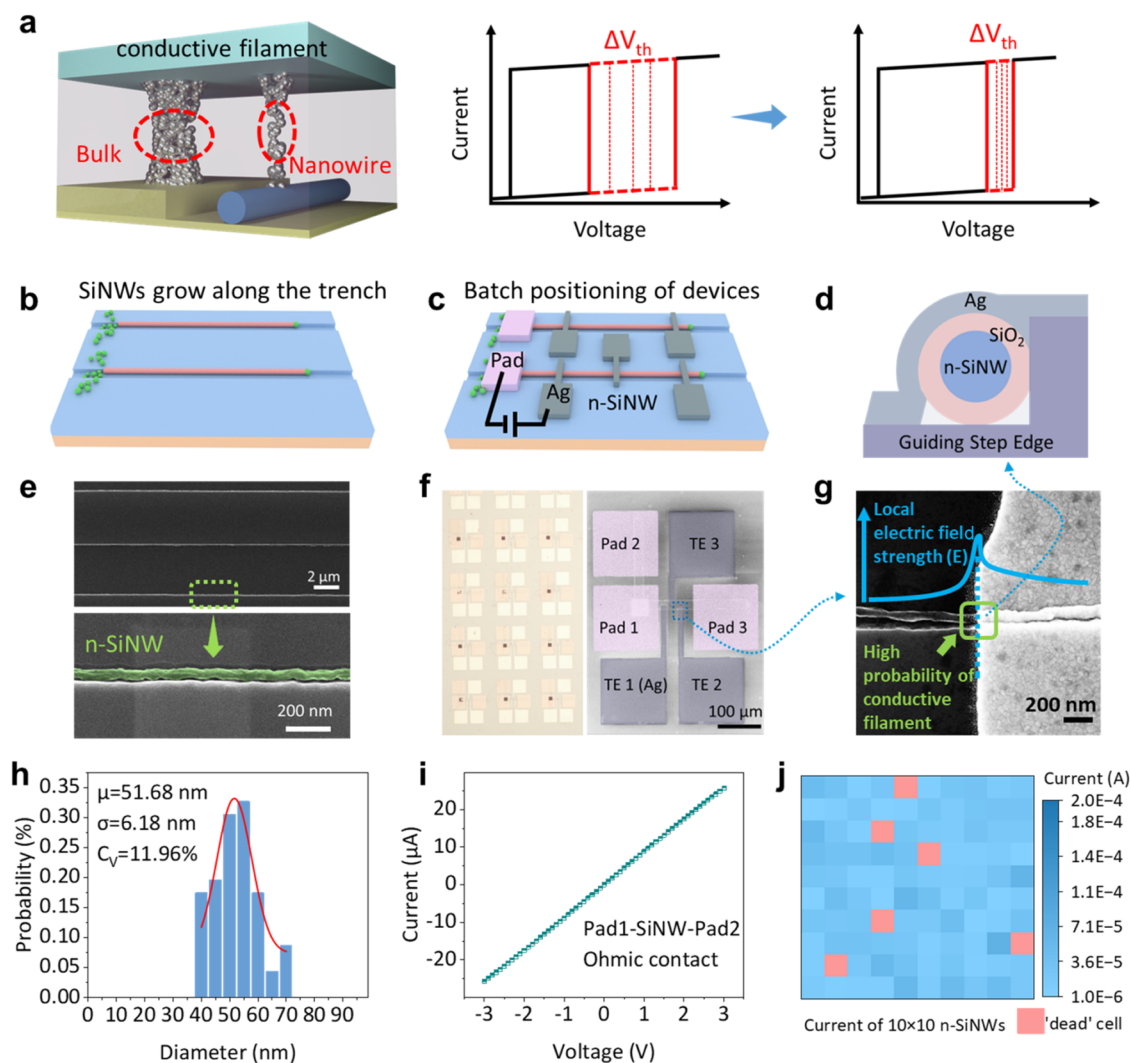 a
conductive filament
Bulk
Nanowire
Current
Voltage
ΔVth
Current
Voltage
ΔVth
b
SiNWs grow along the trench
c
Batch positioning of devices
Pad
Ag
n-SiNW
d
Ag
SiO2
n-SiNW
Guiding Step Edge
e
2 μm
n-SiNW
200 nm
f
Pad 2
TE 3
Pad 1
Pad 3
TE 1 (Ag)
TE 2
100 μm
g
Local
electric field
strength (E)
High
probability of
conductive
filament
200 nm
h
μ=51.68 nm
σ=6.18 nm
CV=11.96%
Probability (%)
0.35
0.30
0.25
0.20
0.15
0.10
0.05
0.00
0 10 20 30 40 50 60 70 80 90
Diameter (nm)
i
Current (μA)
20
10
0
-10
-20
Pad1-SiNW-Pad2
Ohmic contact
-3 -2 -1 0 1 2 3
Voltage (V)
j
Current (A)
2.0E−4
1.8E−4
1.4E−4
1.1E−4
7.1E−5
3.6E−5
1.0E−6
Current of 10×10 n-SiNWs
'dead' cell